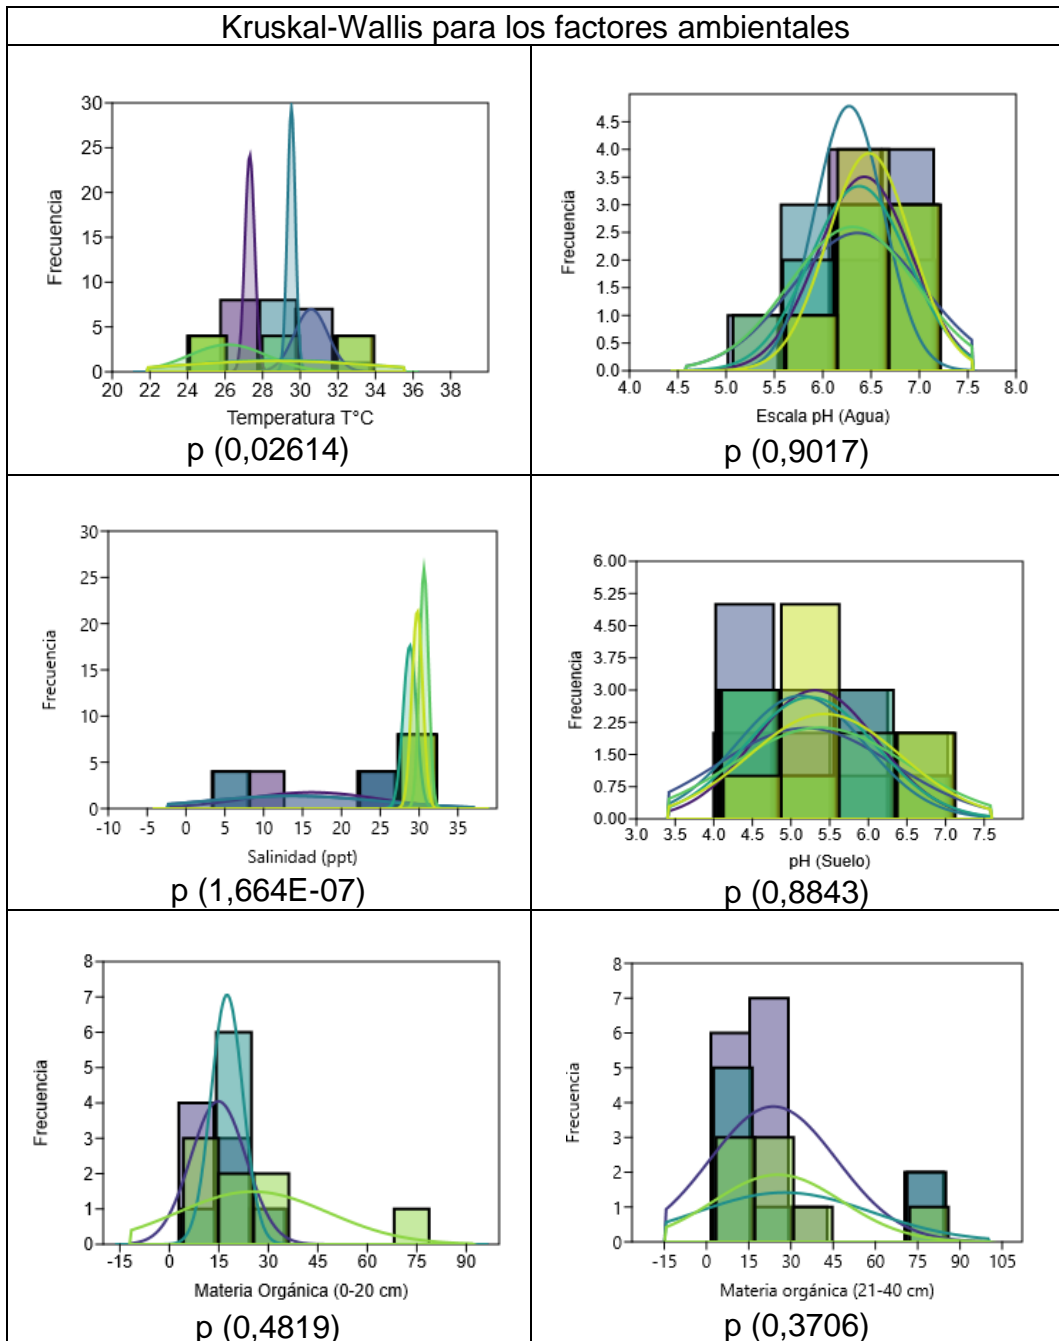 Kruskal-Wallis para los factores ambientales
30
25
20
15
10
5
0
Frecuencia
20 22 24 26 28 30 32 34 36 38
Temperatura T°C
p (0,02614)
4.5
4.0
3.5
3.0
2.5
2.0
1.5
1.0
0.5
0.0
Frecuencia
4.0 4.5 5.0 5.5 6.0 6.5 7.0 7.5 8.0
Escala pH (Agua)
p (0,9017)
30
25
20
15
10
5
0
Frecuencia
-10 -5 0 5 10 15 20 25 30 35
Salinidad (ppt)
p (1,664E-07)
6.00
5.25
4.50
3.75
3.00
2.25
1.50
0.75
0.00
Frecuencia
3.0 3.5 4.0 4.5 5.0 5.5 6.0 6.5 7.0 7.5
pH (Suelo)
p (0,8843)
8
7
6
5
4
3
2
1
0
Frecuencia
-15 0 15 30 45 60 75 90
Materia Orgánica (0-20 cm)
p (0,4819)
8
7
6
5
4
3
2
1
0
Frecuencia
-15 0 15 30 45 60 75 90 105
Materia orgánica (21-40 cm)
p (0,3706)